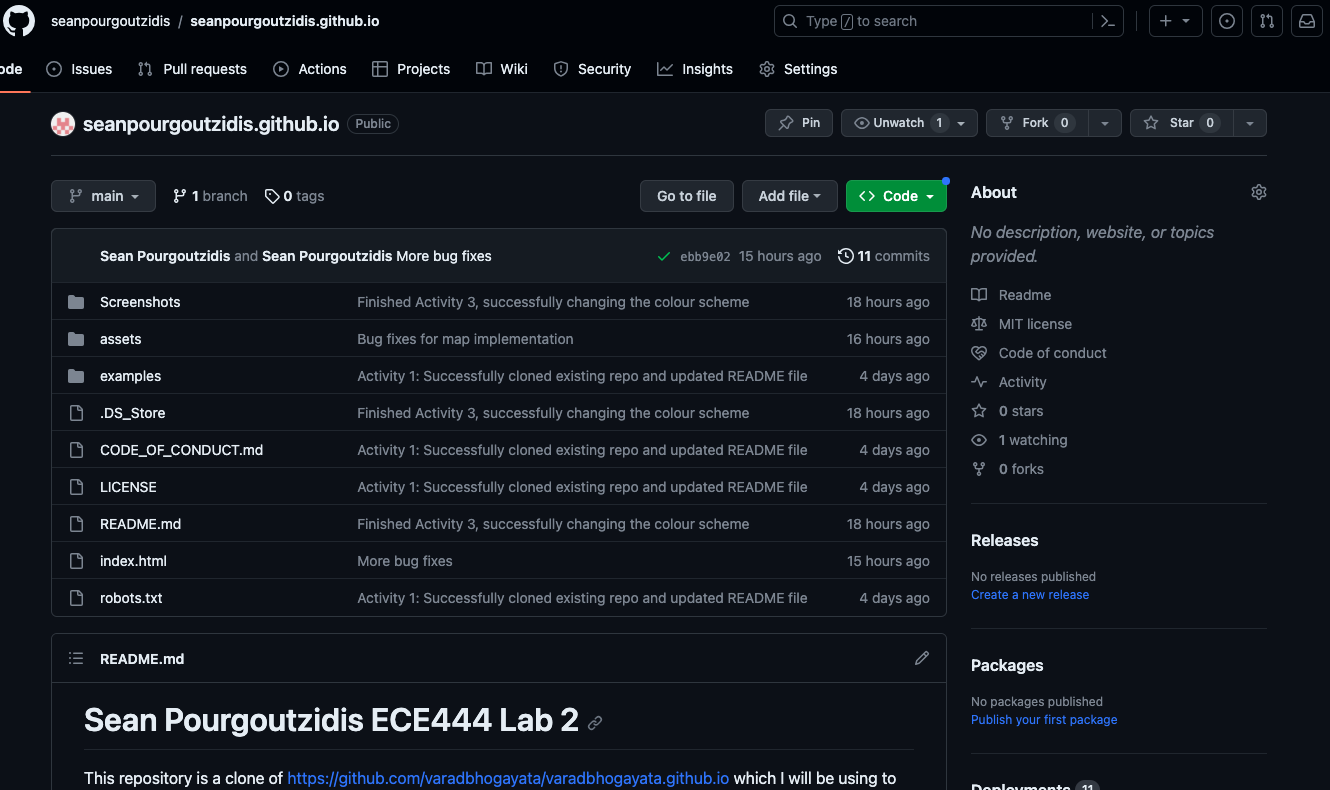 seanpourgoutzidis / seanpourgoutzidis.github.io Type / to search
ode Issues Pull requests Actions Projects Wiki Security Insights Settings
seanpourgoutzidis.github.io Public Pin Unwatch 1 Fork 0 Star 0
main 1 branch 0 tags Go to file Add file <> Code
Sean Pourgoutzidis and Sean Pourgoutzidis More bug fixes ebb9e02 15 hours ago 11 commits
Screenshots Finished Activity 3, successfully changing the colour scheme 18 hours ago
assets Bug fixes for map implementation 16 hours ago
examples Activity 1: Successfully cloned existing repo and updated README file 4 days ago
.DS_Store Finished Activity 3, successfully changing the colour scheme 18 hours ago
CODE_OF_CONDUCT.md Activity 1: Successfully cloned existing repo and updated README file 4 days ago
LICENSE Activity 1: Successfully cloned existing repo and updated README file 4 days ago
README.md Finished Activity 3, successfully changing the colour scheme 18 hours ago
index.html More bug fixes 15 hours ago
robots.txt Activity 1: Successfully cloned existing repo and updated README file 4 days ago
README.md
Sean Pourgoutzidis ECE444 Lab 2
This repository is a clone of https://github.com/varadbhogayata/varadbhogayata.github.io which I will be using to
About
No description, website, or topics
provided.
Readme
MIT license
Code of conduct
Activity
0 stars
1 watching
0 forks
Releases
No releases published
Create a new release
Packages
No packages published
Publish your first package
Deployments 11